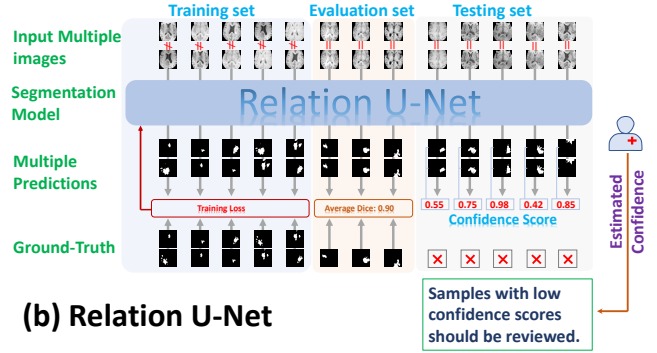 Training set
Evaluation set
Testing set
Input Multiple
images
Segmentation
Model
Relation U-Net
Multiple
Predictions
0.55
0.75
0.98
0.42
0.85
Training Loss
Average Dice: 0.90
Confidence Score
Ground-Truth
Estimated
Confidence
Samples with low
confidence scores
should be reviewed.
(b) Relation U-Net